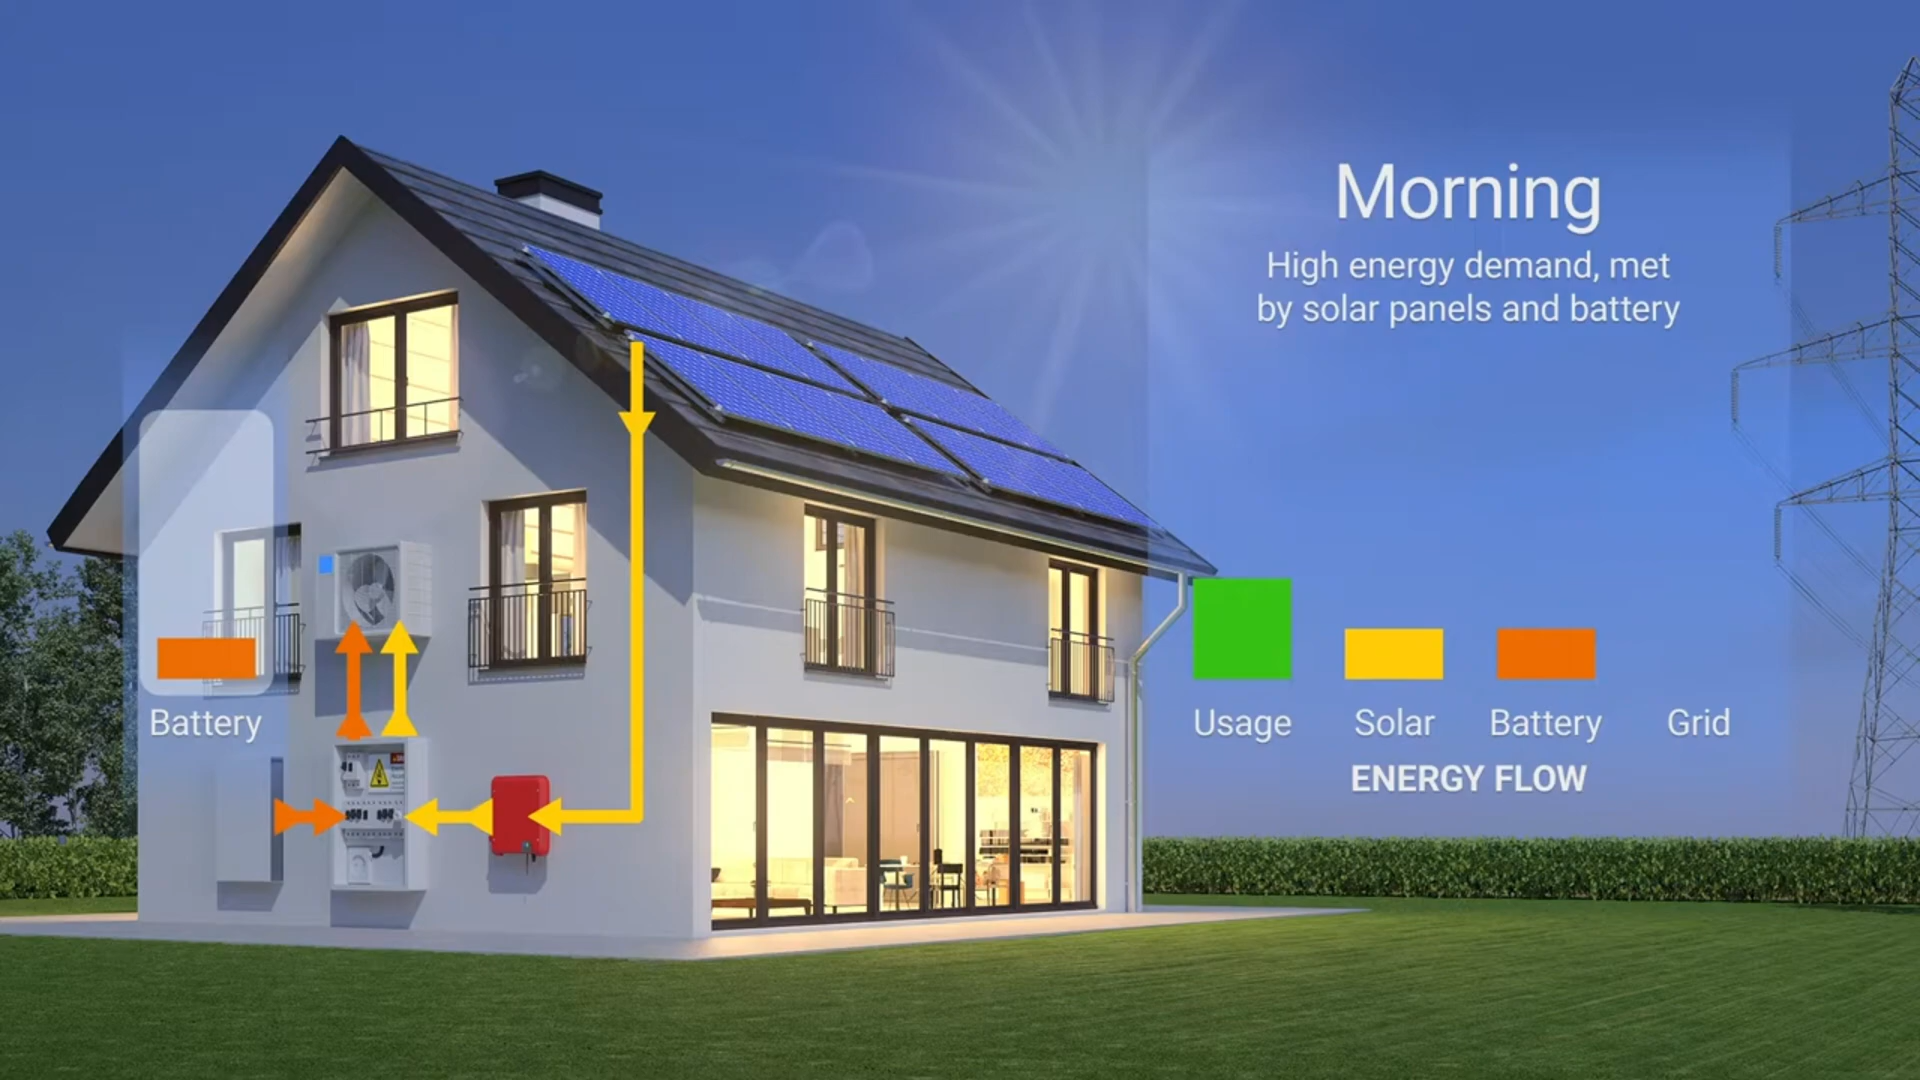 Morning
High energy demand, met
by solar panels and battery
Battery
Usage
Solar
Battery
Grid
ENERGY FLOW